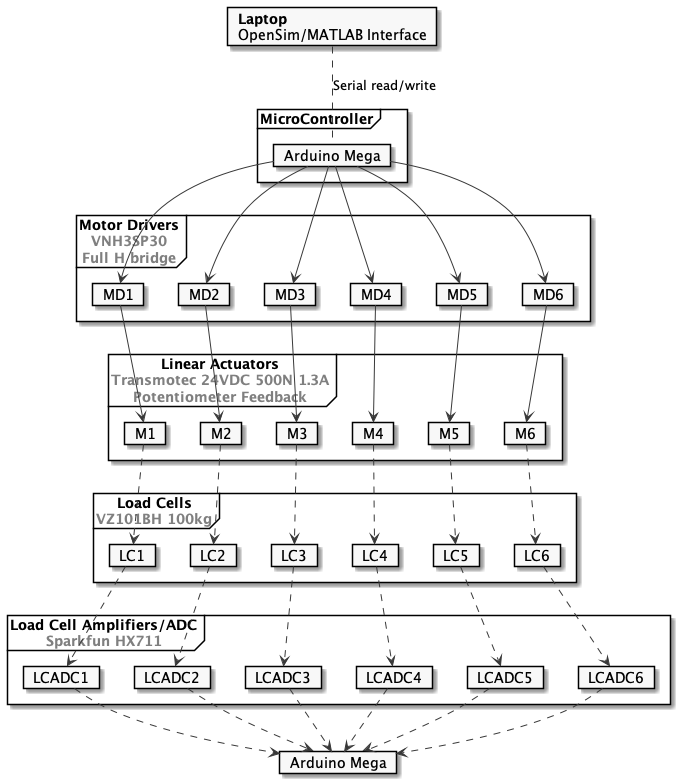 Laptop
OpenSim/MATLAB Interface
Serial read/write
MicroController
Arduino Mega
Motor Drivers
VNH3SP30
Full H bridge
MD1 MD2 MD3 MD4 MD5 MD6
Linear Actuators
Transmotec 24VDC 500N 1.3A
Potentiometer Feedback
M1 M2 M3 M4 M5 M6
Load Cells
VZ101BH 100kg
LC1 LC2 LC3 LC4 LC5 LC6
Load Cell Amplifiers/ADC
Sparkfun HX711
LCADC1 LCADC2 LCADC3 LCADC4 LCADC5 LCADC6
Arduino Mega